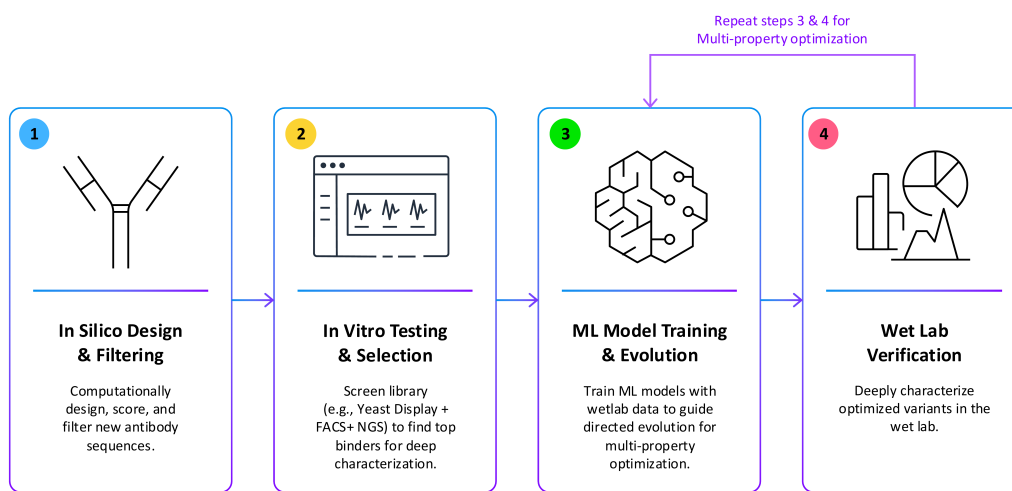 Repeat steps 3 & 4 for
Multi-property optimization
1
In Silico Design
& Filtering
Computationally
design, score, and
filter new antibody
sequences.
2
In Vitro Testing
& Selection
Screen library
(e.g., Yeast Display +
FACS+ NGS) to find top
binders for deep
characterization.
3
ML Model Training
& Evolution
Train ML models with
wetlab data to guide
directed evolution for
multi-property
optimization.
4
Wet Lab
Verification
Deeply characterize
optimized variants in the
wet lab.